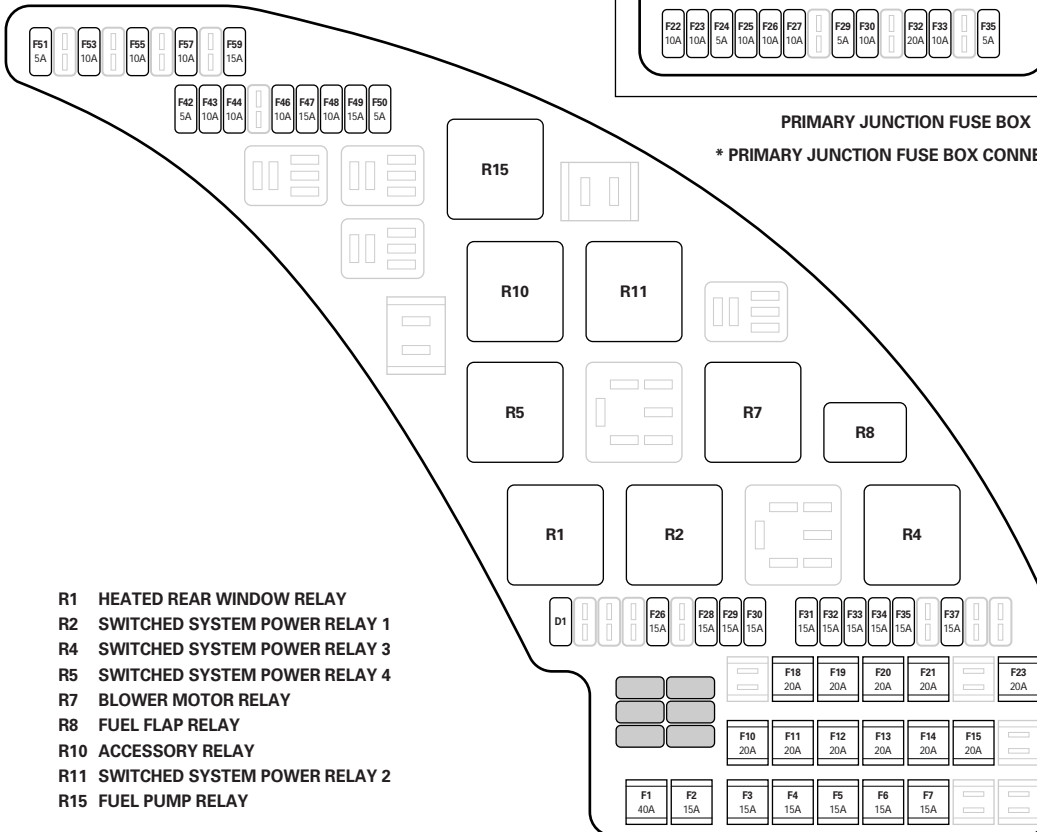 F22 F23 F24 F25 F26 F27 F29 F30 F32 F33 F35
10A 10A 5A 10A 10A 10A 5A 10A 20A 10A 5A
F51 F53 F55 F57 F59
5A 10A 10A 10A 15A
F42 F43 F44 F46 F47 F48 F49 F50
5A 10A 10A 10A 15A 10A 15A 5A
PRIMARY JUNCTION FUSE BOX
* PRIMARY JUNCTION FUSE BOX CONNE
R15
R10 R11
R5 R7 R8
R1 R2 R4
D1 F26 F28 F29 F30 F31 F32 F33 F34 F35 F37
15A 15A 15A 15A 15A 15A 15A 15A 15A 15A
F18 F19 F20 F21 F23
20A 20A 20A 20A 20A
F10 F11 F12 F13 F14 F15
20A 20A 20A 20A 20A 20A
F1 F2 F3 F4 F5 F6 F7
40A 15A 15A 15A 15A 15A 15A
R1 HEATED REAR WINDOW RELAY
R2 SWITCHED SYSTEM POWER RELAY 1
R4 SWITCHED SYSTEM POWER RELAY 3
R5 SWITCHED SYSTEM POWER RELAY 4
R7 BLOWER MOTOR RELAY
R8 FUEL FLAP RELAY
R10 ACCESSORY RELAY
R11 SWITCHED SYSTEM POWER RELAY 2
R15 FUEL PUMP RELAY